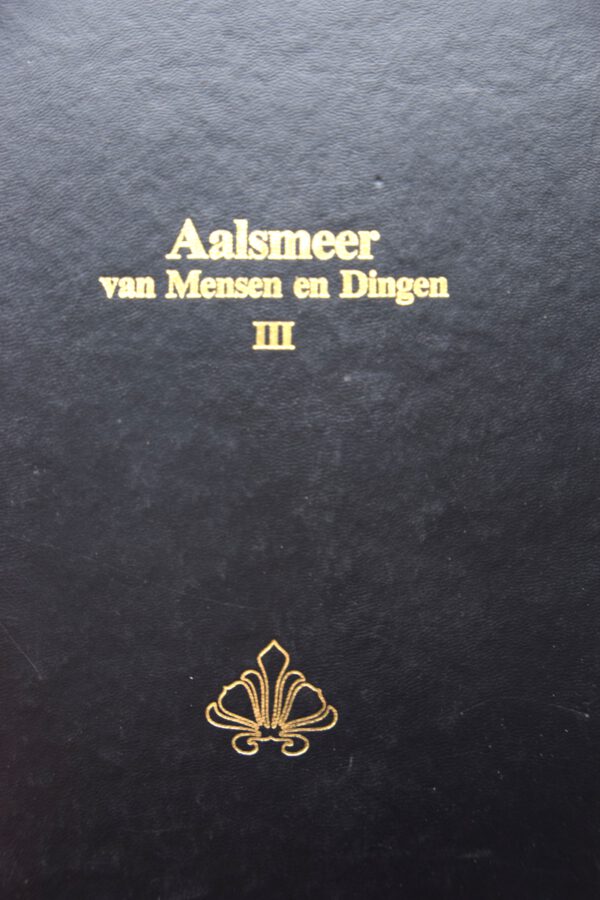 Aalsmeer
van Mensen en Dingen
III